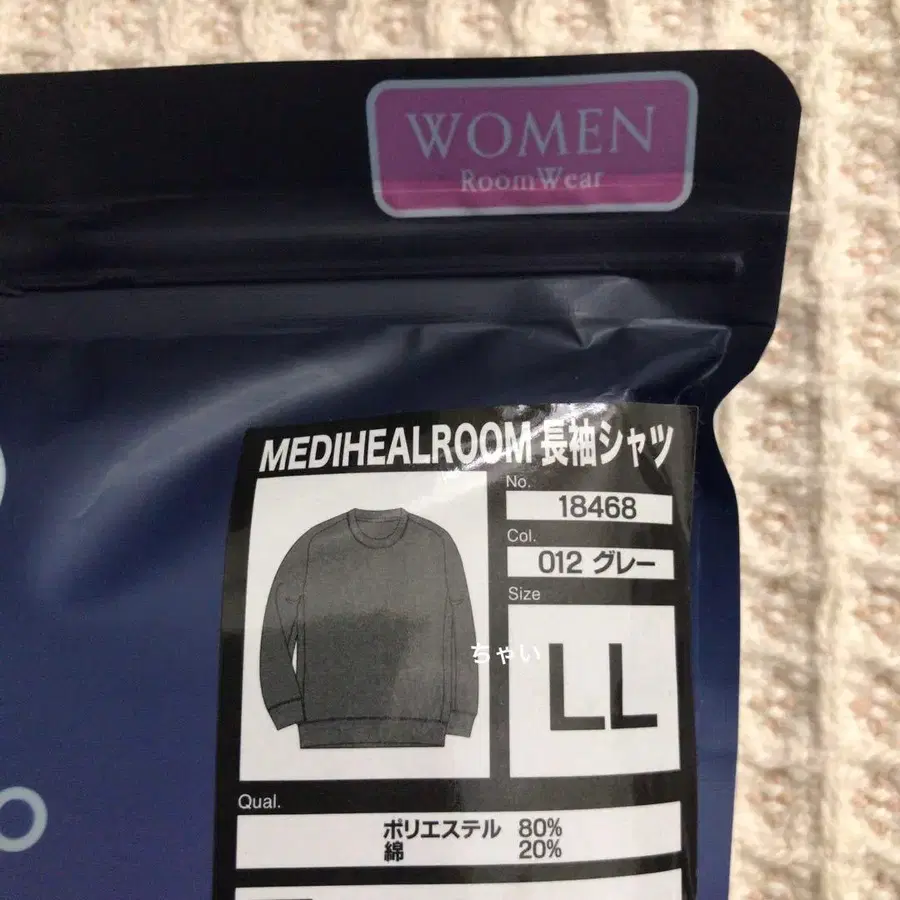 WOMEN
RoomWear
MEDIHEALROOM 長袖シャツ
No.
18468
Col.
012 グレー
Size
LL
ちゃい
Qual.
ポリエステル 80%
綿 20%